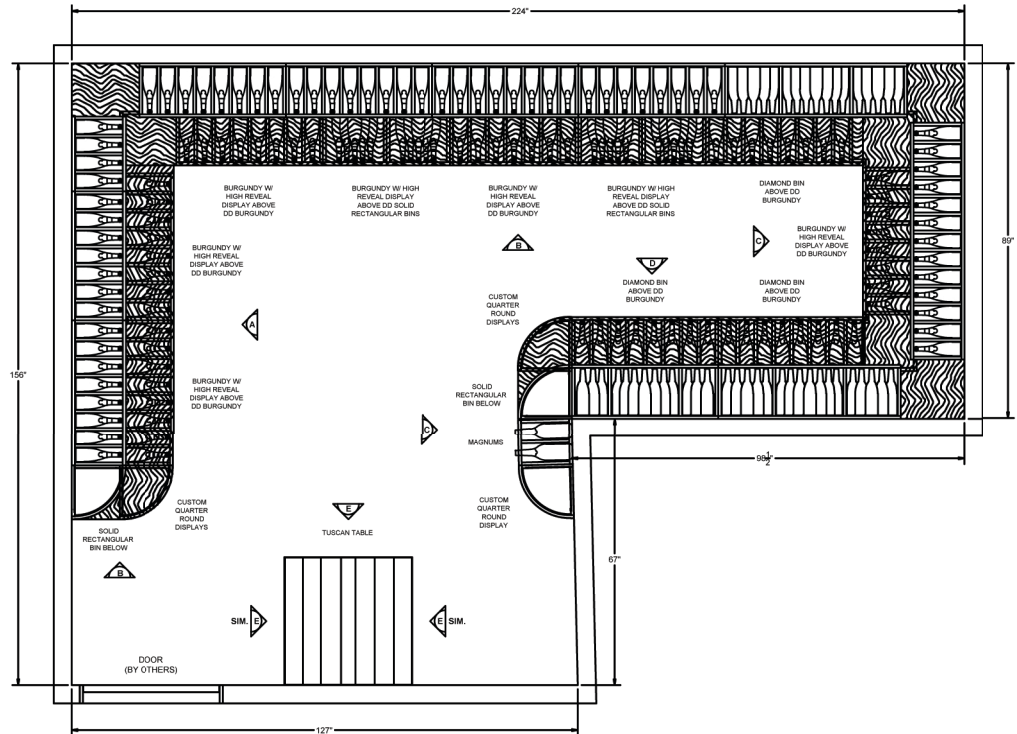 224"
BURGUNDY W/
HIGH REVEAL
DISPLAY ABOVE
DD BURGUNDY
BURGUNDY W/ HIGH
REVEAL DISPLAY
ABOVE DD SOLID
RECTANGULAR BINS
BURGUNDY W/
HIGH REVEAL
DISPLAY ABOVE
DD BURGUNDY
BURGUNDY W/ HIGH
REVEAL DISPLAY
ABOVE DD SOLID
RECTANGULAR BINS
DIAMOND BIN
ABOVE DD
BURGUNDY
B
C
BURGUNDY W/
HIGH REVEAL
DISPLAY ABOVE
DD BURGUNDY
89"
BURGUNDY W/
HIGH REVEAL
DISPLAY ABOVE
DD BURGUNDY
D
DIAMOND BIN
ABOVE DD
BURGUNDY
DIAMOND BIN
ABOVE DD
BURGUNDY
CUSTOM
QUARTER
ROUND
DISPLAYS
A
156"
BURGUNDY W/
HIGH REVEAL
DISPLAY ABOVE
DD BURGUNDY
SOLID
RECTANGULAR
BIN BELOW
C
MAGNUMS
98 1/2"
CUSTOM
QUARTER
ROUND
DISPLAYS
CUSTOM
QUARTER
ROUND
DISPLAY
E
TUSCAN TABLE
SOLID
RECTANGULAR
BIN BELOW
B
67"
SIM. E
E SIM.
DOOR
(BY OTHERS)
127"